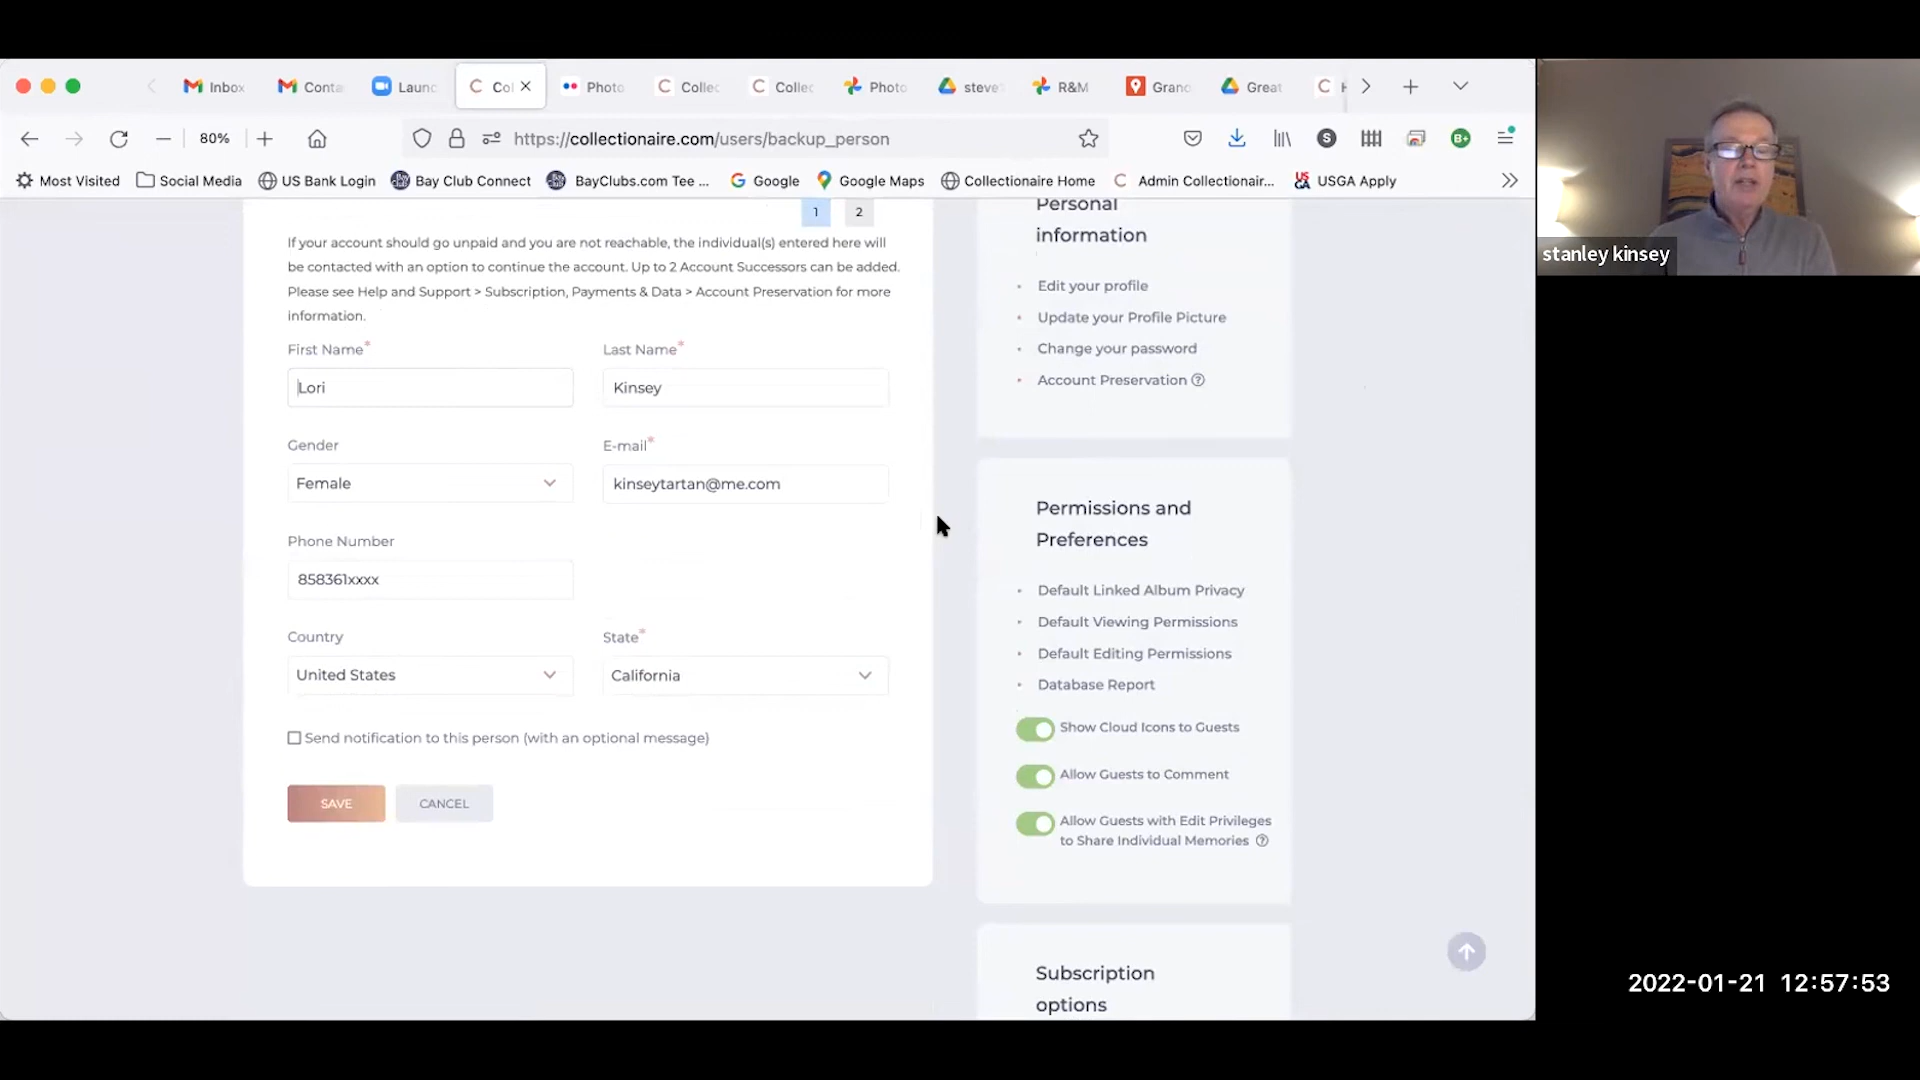 Inbox
Conta
Laun
Col
Photo
Collec
Collec
Photo
steve'
R&M
Grand
Great
80%
https://collectionaire.com/users/backup_person
S
B+
Most Visited
Social Media
US Bank Login
Bay Club Connect
BayClubs.com Tee ...
Google
Google Maps
Collectionaire Home
Admin Collectionair...
USGA Apply
1
2
If your account should go unpaid and you are not reachable, the individual(s) entered here will
be contacted with an option to continue the account. Up to 2 Account Successors can be added.
Please see Help and Support > Subscription, Payments & Data > Account Preservation for more
information.
First Name*
Last Name*
Lori
Kinsey
Gender
E-mail*
Female
kinseytartan@me.com
Phone Number
858361xxxx
Country
State*
United States
California
Send notification to this person (with an optional message)
SAVE
CANCEL
Personal
information
Edit your profile
Update your Profile Picture
Change your password
Account Preservation
Permissions and
Preferences
Default Linked Album Privacy
Default Viewing Permissions
Default Editing Permissions
Database Report
Show Cloud Icons to Guests
Allow Guests to Comment
Allow Guests with Edit Privileges
to Share Individual Memories
Subscription
options
stanley kinsey
2022-01-21 12:57:53